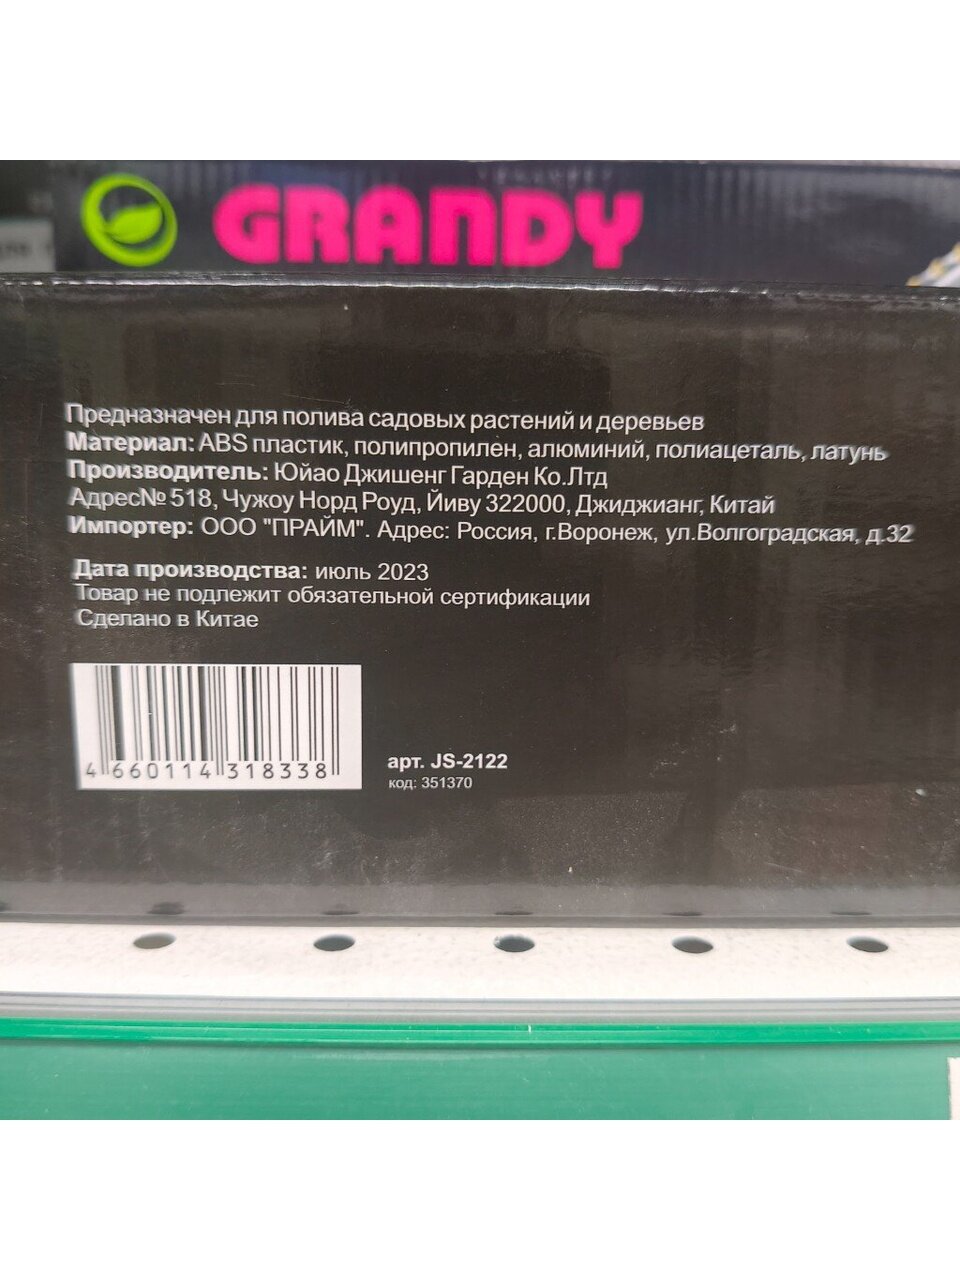 GRANDY
Предназначен для полива садовых растений и деревьев
Материал: ABS пластик, полипропилен, алюминий, полиацеталь, латунь
Производитель: Юйао Джишенг Гарден Ко.Лтд
Адрес№ 518, Чужоу Норд Роуд, Йиву 322000, Джиджианг, Китай
Импортер: ООО "ПРАЙМ". Адрес: Россия, г.Воронеж, ул.Волгоградская, д.32
Дата производства: июль 2023
Товар не подлежит обязательной сертификации
Сделано в Китае
4 660114 318338
арт. JS-2122
код: 351370